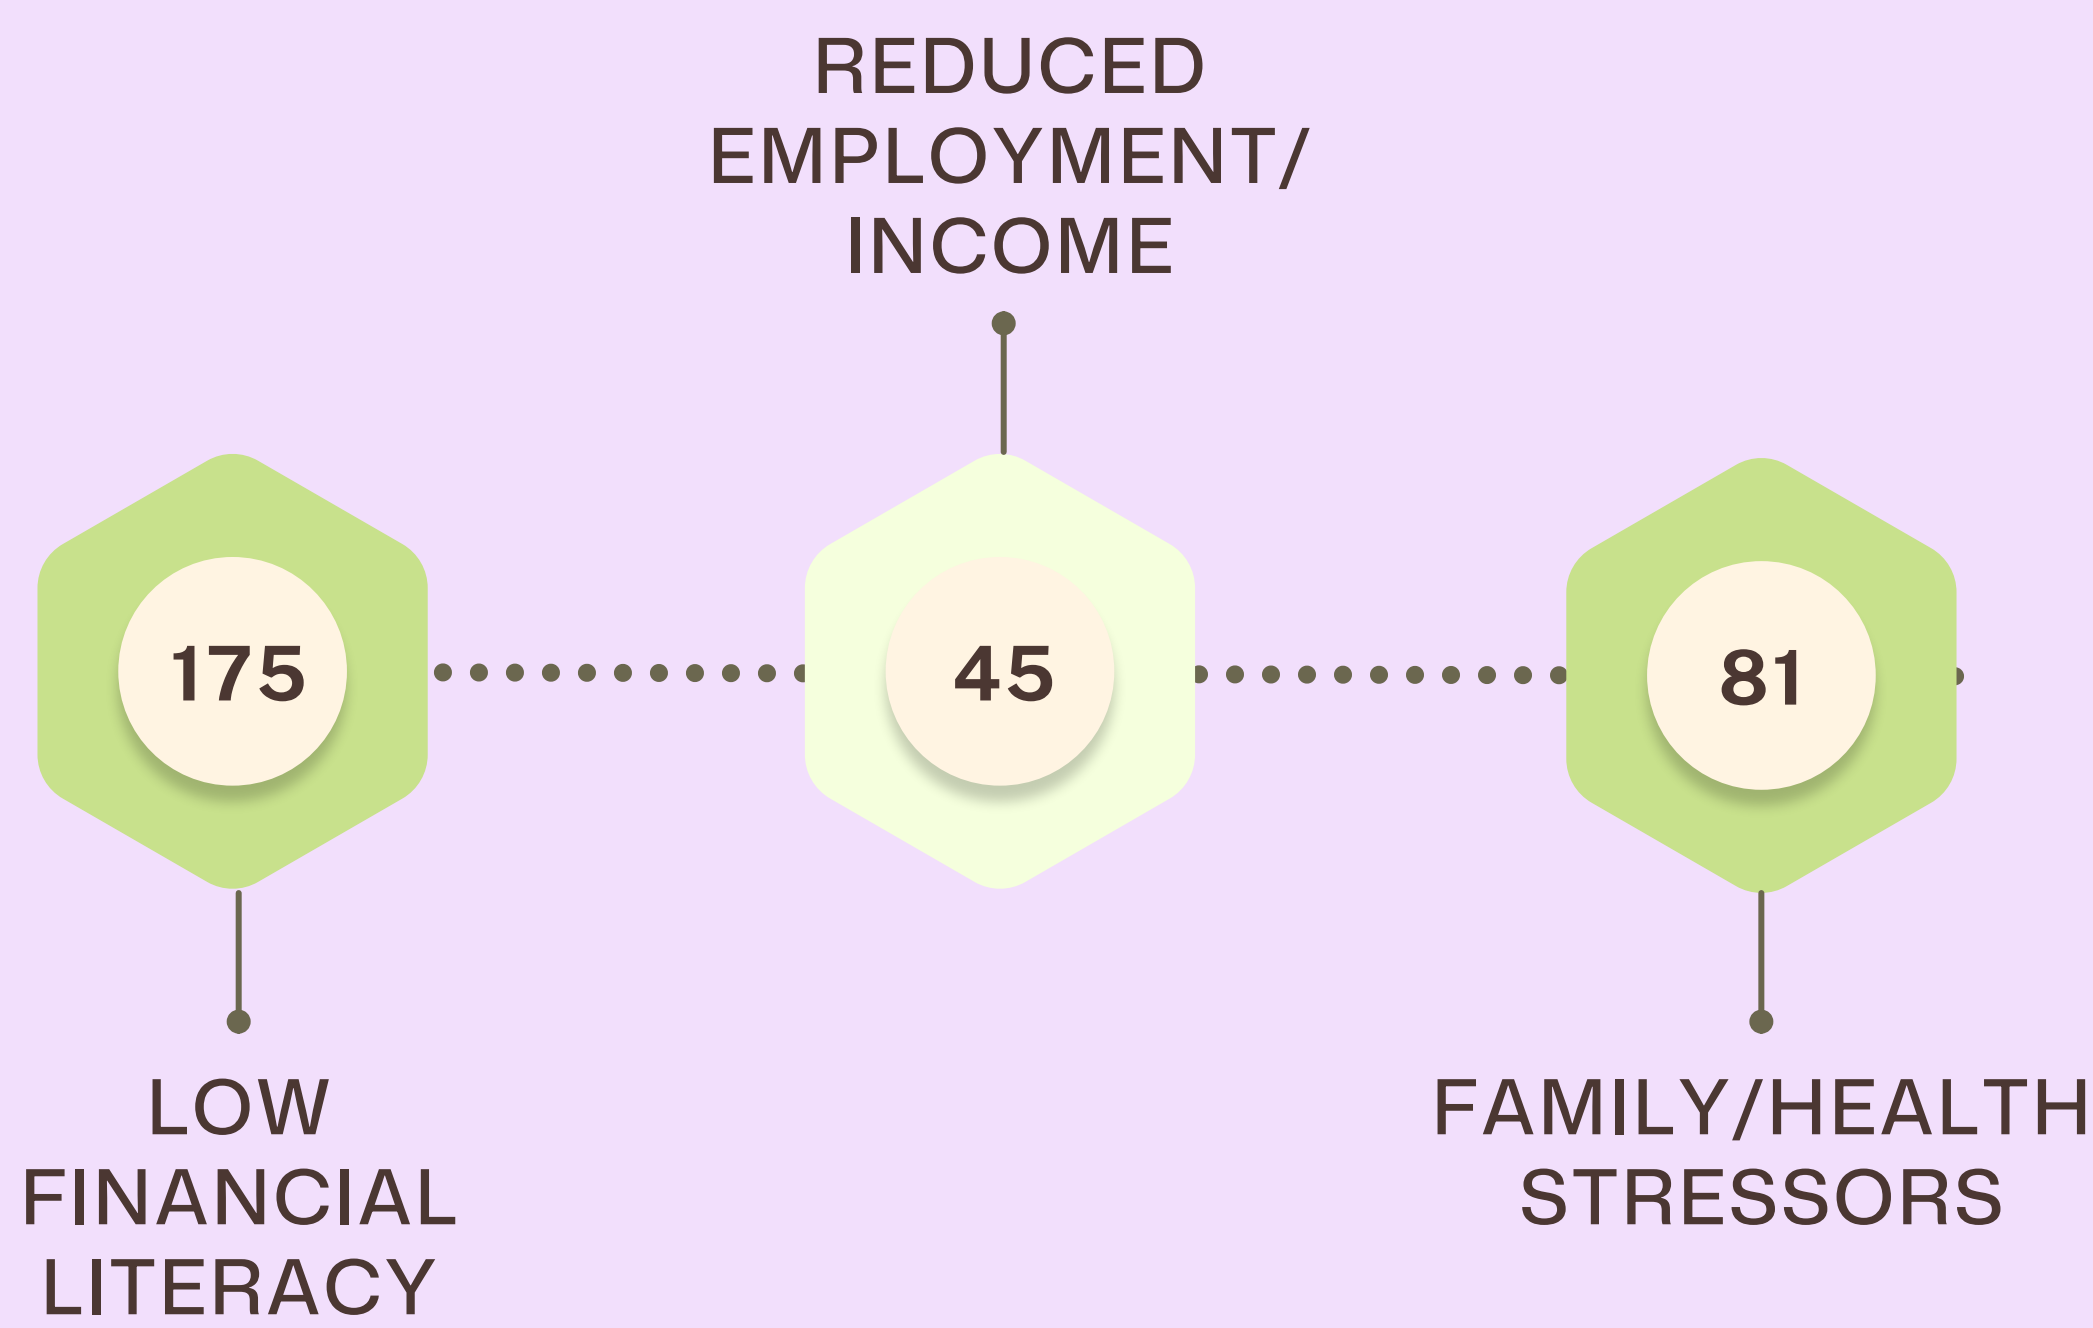 REDUCED
EMPLOYMENT/
INCOME
175
45
81
LOW
FINANCIAL
LITERACY
FAMILY/HEALTH
STRESSORS